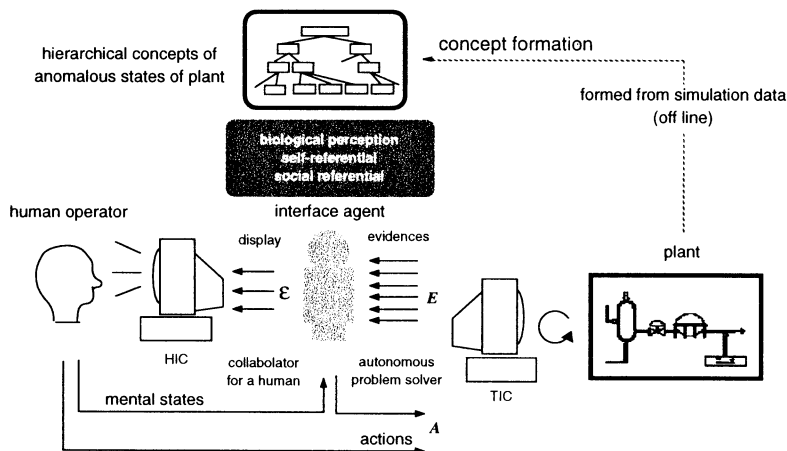 hierarchical concepts of
anomalous states of plant
concept formation
formed from simulation data
(off line)
biological perception
self-referential
social referential
human operator
interface agent
plant
display
evidences
ε
E
HIC
collabolator
for a human
autonomous
problem solver
TIC
mental states
A
actions